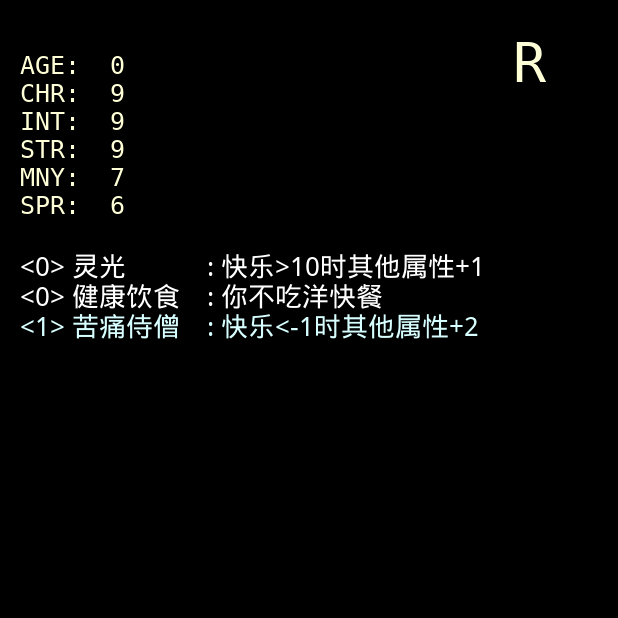 R
AGE: 0
CHR: 9
INT: 9
STR: 9
MNY: 7
SPR: 6
<0> 灵光 : 快乐>10时其他属性+1
<0> 健康饮食 : 你不吃洋快餐
<1> 苦痛侍僧 : 快乐<-1时其他属性+2